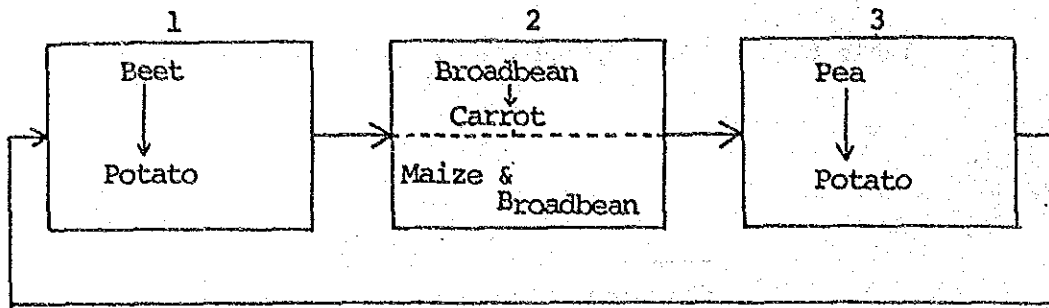 1 2 3
Beet Broadbean Pea
Carrot
Potato Maize & Potato
Broadbean